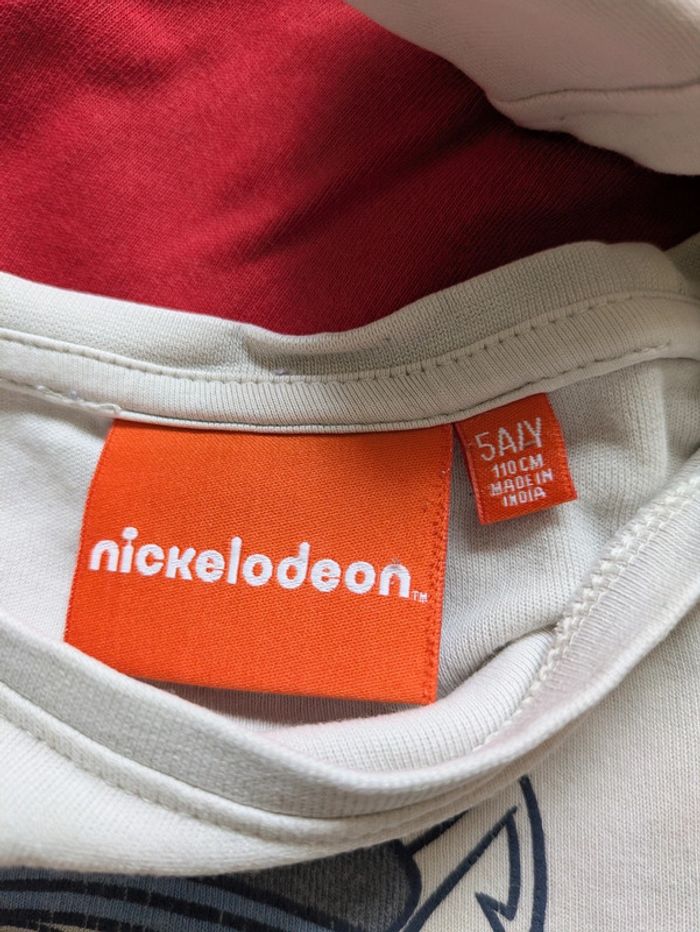 nickelodeon™
5A/Y
110 CM
MADE IN
INDIA